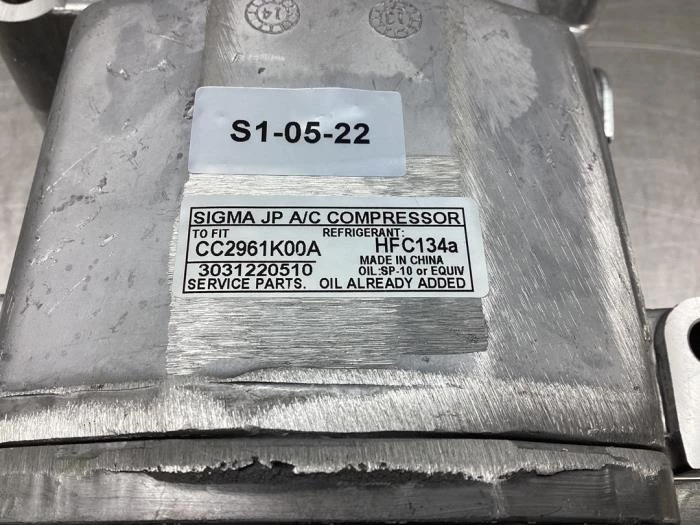 14
S1-05-22
SIGMA JP A/C COMPRESSOR
TO FIT REFRIGERANT:
CC2961K00A HFC134a
3031220510 MADE IN CHINA
OIL:SP-10 or EQUIV
SERVICE PARTS. OIL ALREADY ADDED